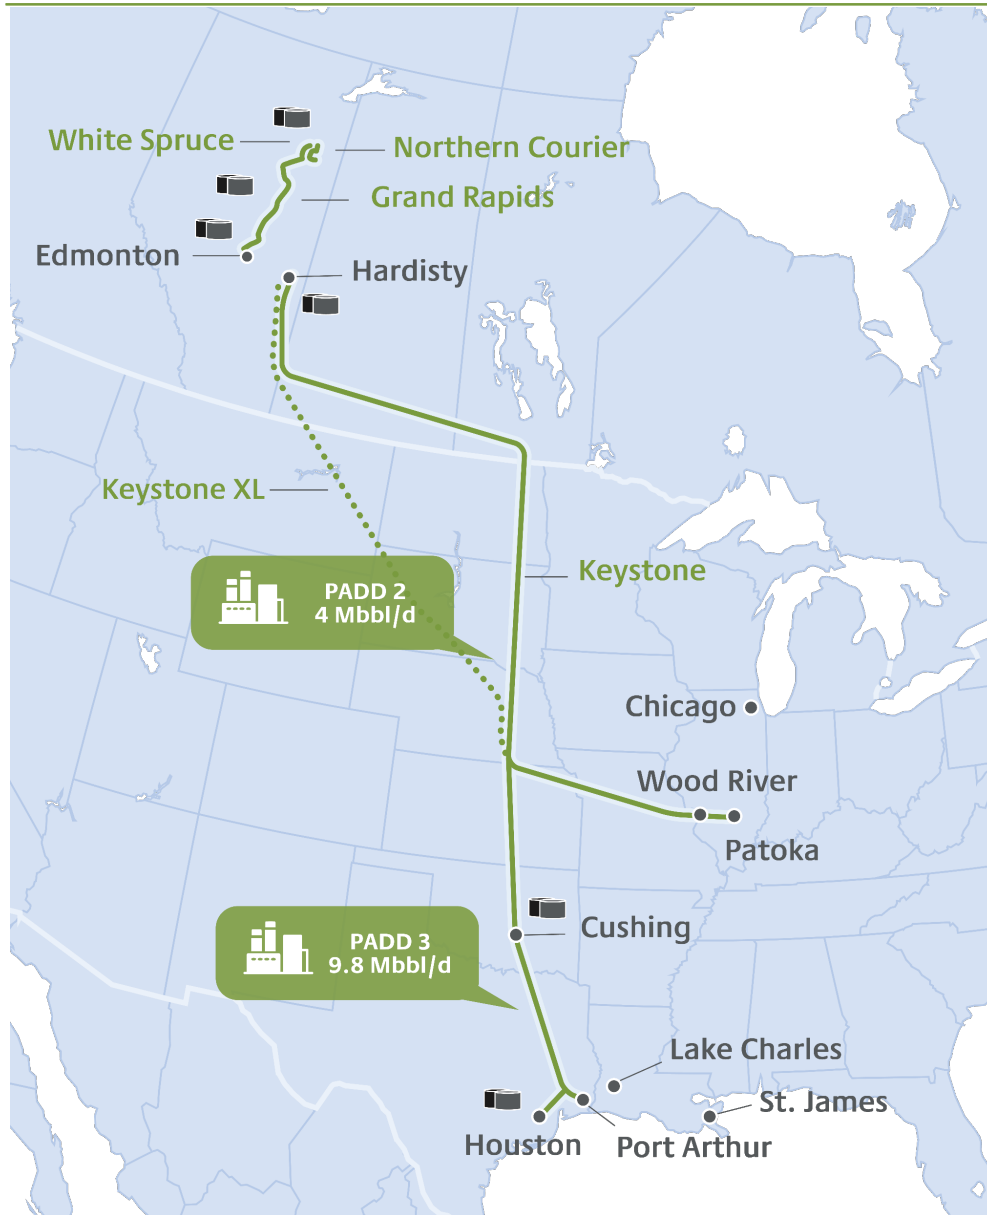 White Spruce
Northern Courier
Grand Rapids
Edmonton
Hardisty
Keystone XL
Keystone
PADD 2
4 Mbbl/d
Chicago
Wood River
Patoka
Cushing
PADD 3
9.8 Mbbl/d
Lake Charles
St. James
Houston
Port Arthur